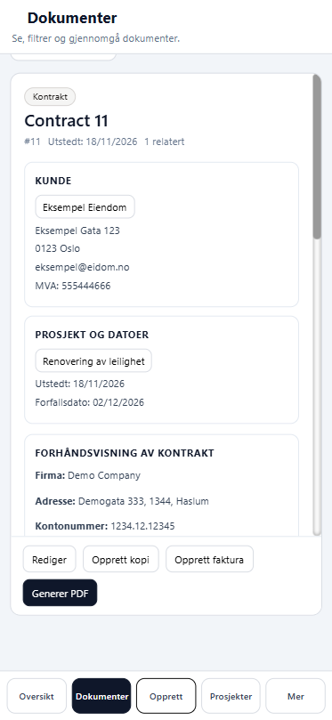 Dokumenter
Se, filtrer og gjennomgå dokumenter.
Kontrakt
Contract 11
#11 Utstedt: 18/11/2026 1 relatert
KUNDE
Eksempel Eiendom
Eksempel Gata 123
0123 Oslo
eksempel@eidom.no
MVA: 555444666
PROSJEKT OG DATOER
Renovering av leilighet
Utstedt: 18/11/2026
Forfallsdato: 02/12/2026
FORHÅNDSVISNING AV KONTRAKT
Firma: Demo Company
Adresse: Demogata 333, 1344, Haslum
Kontonummer: 1234.12.12345
Rediger Opprett kopi Opprett faktura
Generer PDF
Oversikt Dokumenter Opprett Prosjekter Mer